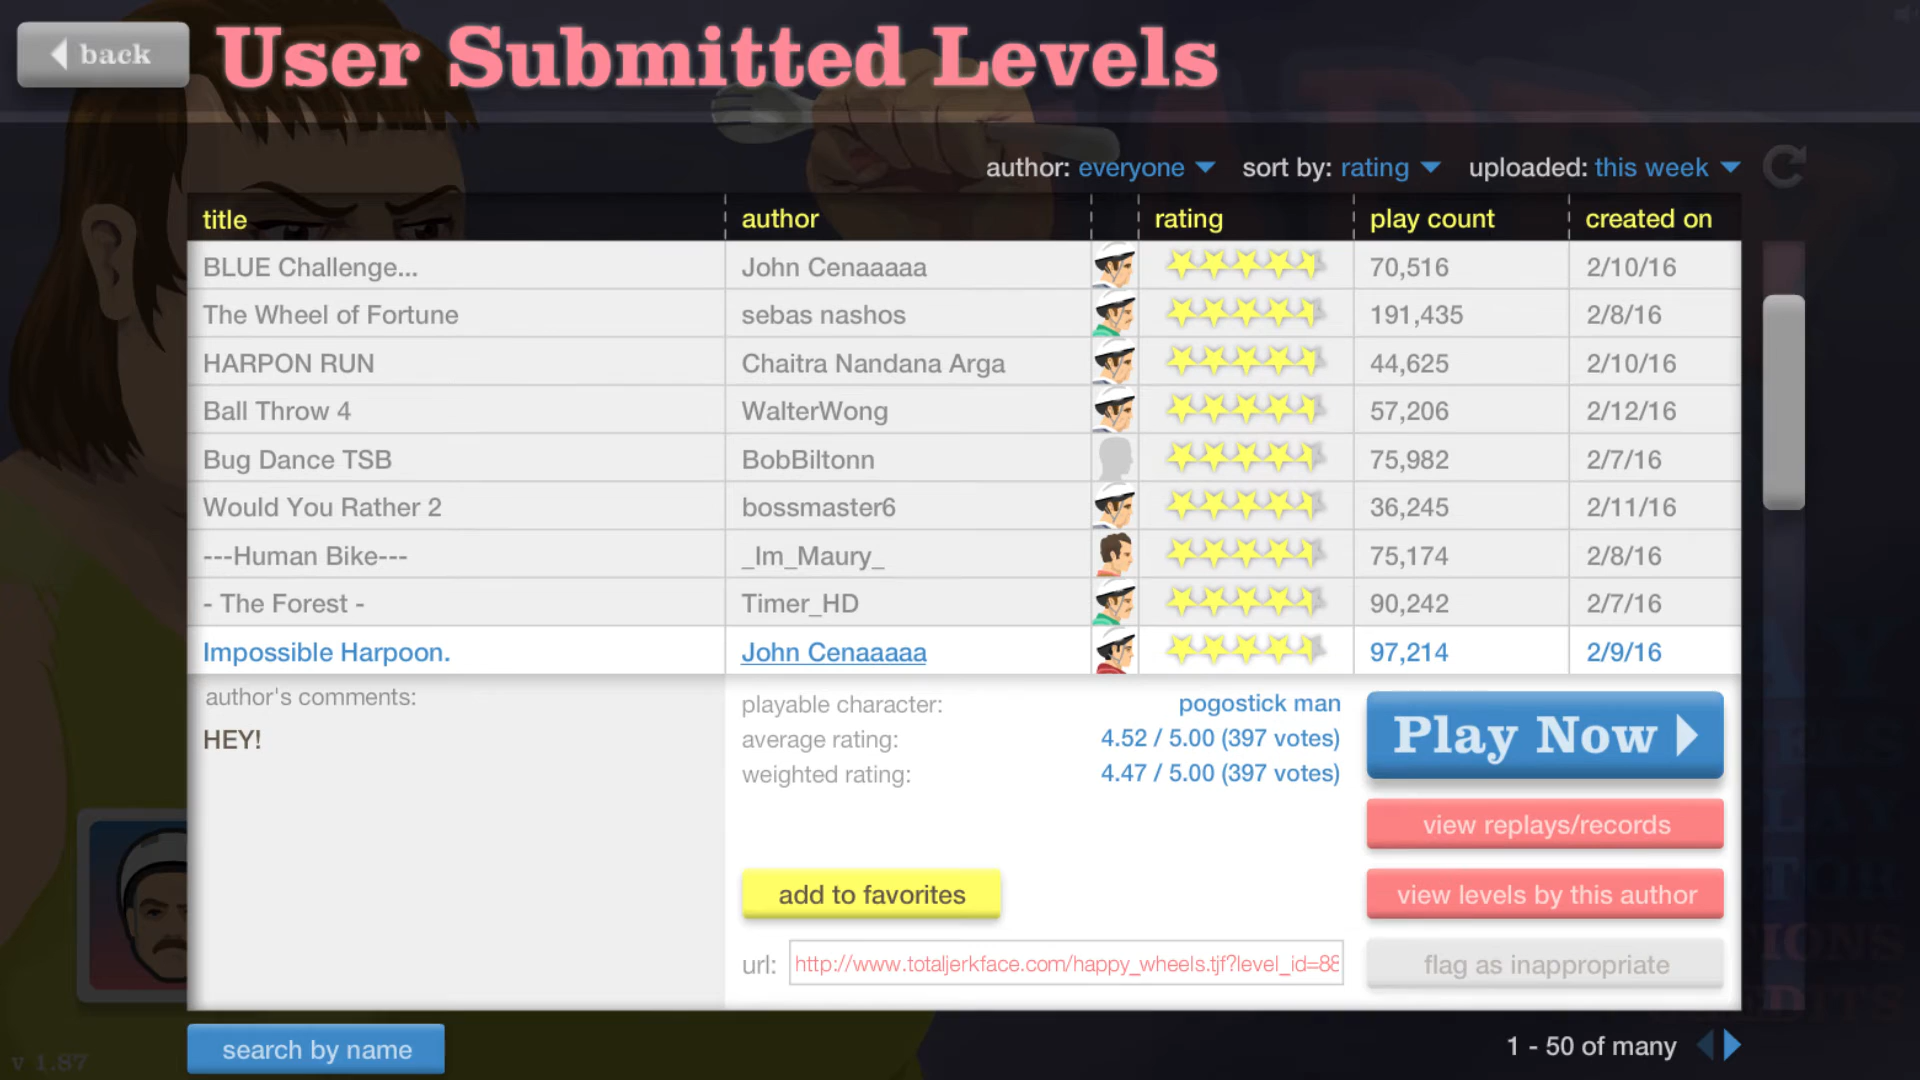 back
User Submitted Levels
author: everyone sort by: rating uploaded: this week
title author rating play count created on
BLUE Challenge... John Cenaaaaa 70,516 2/10/16
The Wheel of Fortune sebas nashos 191,435 2/8/16
HARPON RUN Chaitra Nandana Arga 44,625 2/10/16
Ball Throw 4 WalterWong 57,206 2/12/16
Bug Dance TSB BobBiltonn 75,982 2/7/16
Would You Rather 2 bossmaster6 36,245 2/11/16
---Human Bike--- _Im_Maury_ 75,174 2/8/16
- The Forest - Timer_HD 90,242 2/7/16
Impossible Harpoon. John Cenaaaaa 97,214 2/9/16
author's comments:
HEY!
playable character: pogostick man
average rating: 4.52 / 5.00 (397 votes)
weighted rating: 4.47 / 5.00 (397 votes)
Play Now
view replays/records
add to favorites
view levels by this author
url: http://www.totaljerkface.com/happy_wheels.tjf?level_id=88
flag as inappropriate
search by name
1 - 50 of many
v 1.87